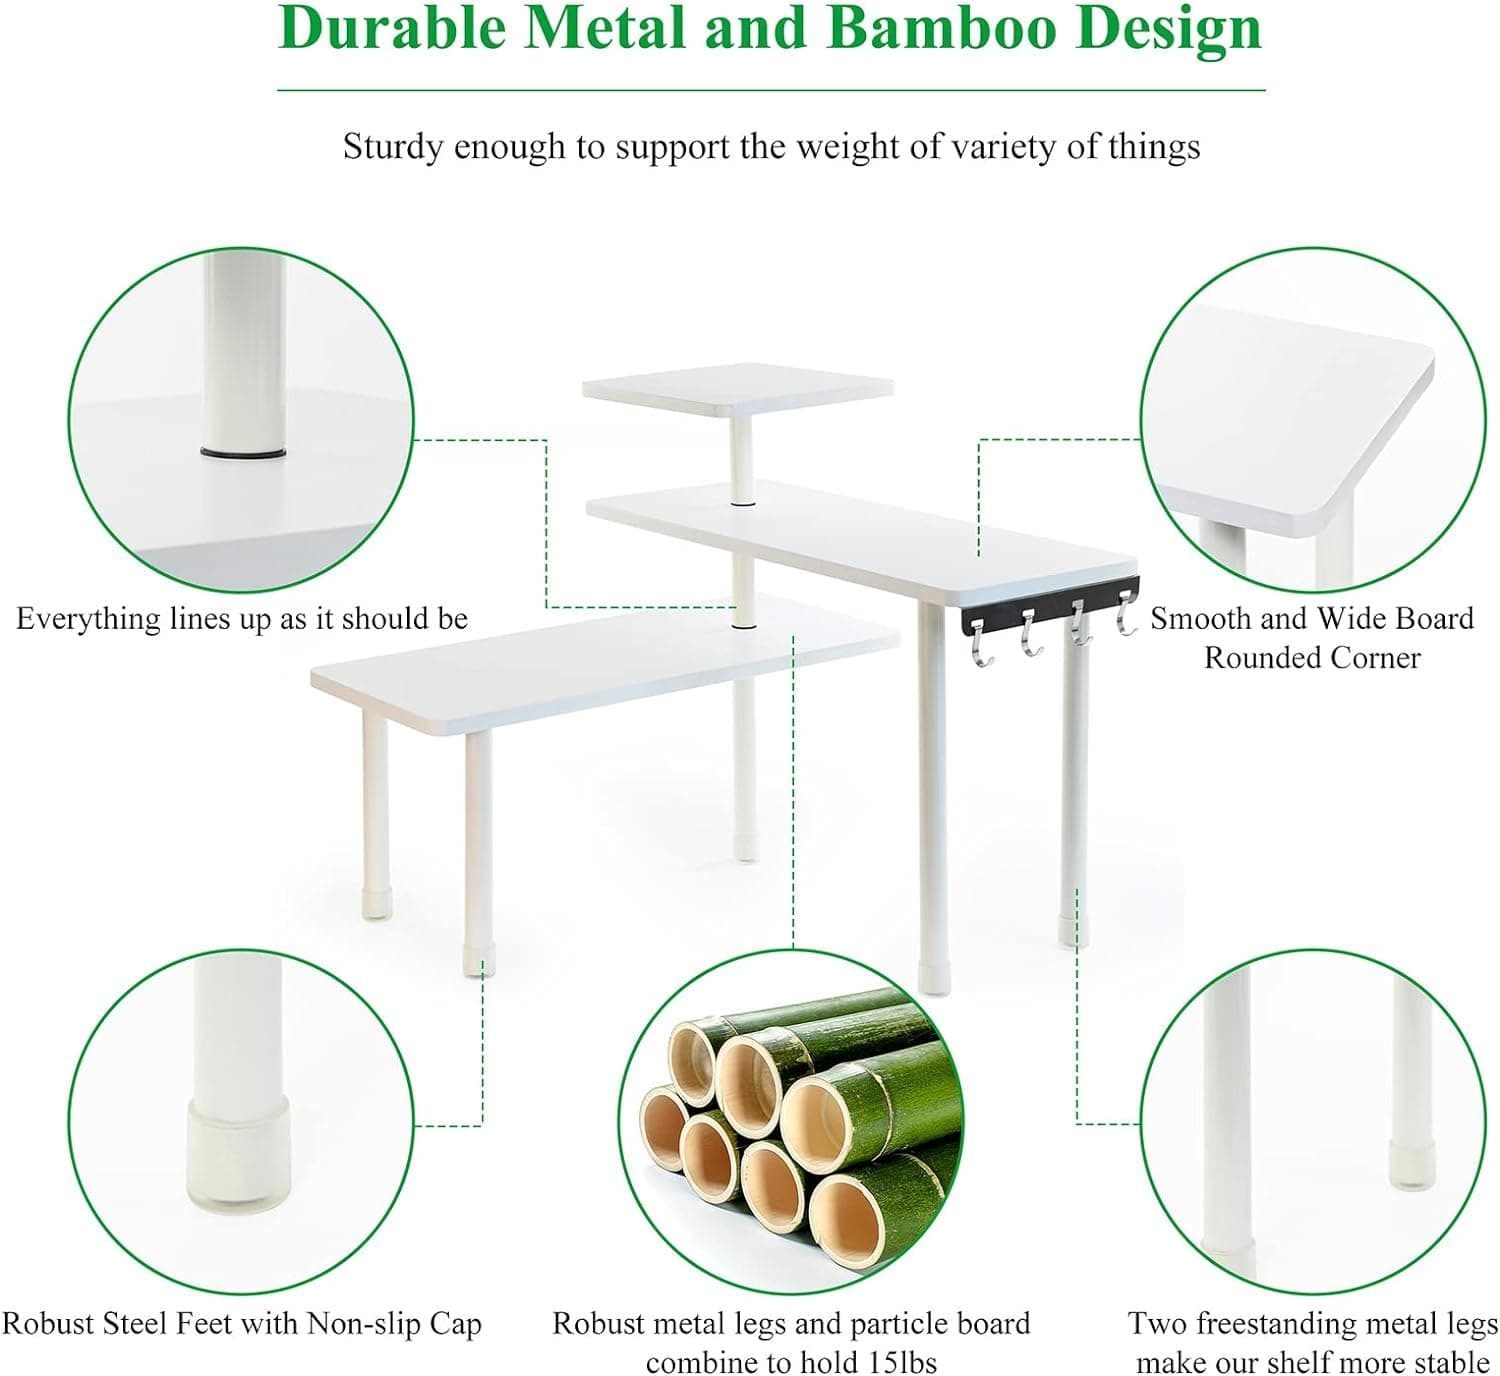 Durable Metal and Bamboo Design
Sturdy enough to support the weight of variety of things
Everything lines up as it should be
Smooth and Wide Board
Rounded Corner
Robust Steel Feet with Non-slip Cap
Robust metal legs and particle board
combine to hold 15lbs
Two freestanding metal legs
make our shelf more stable